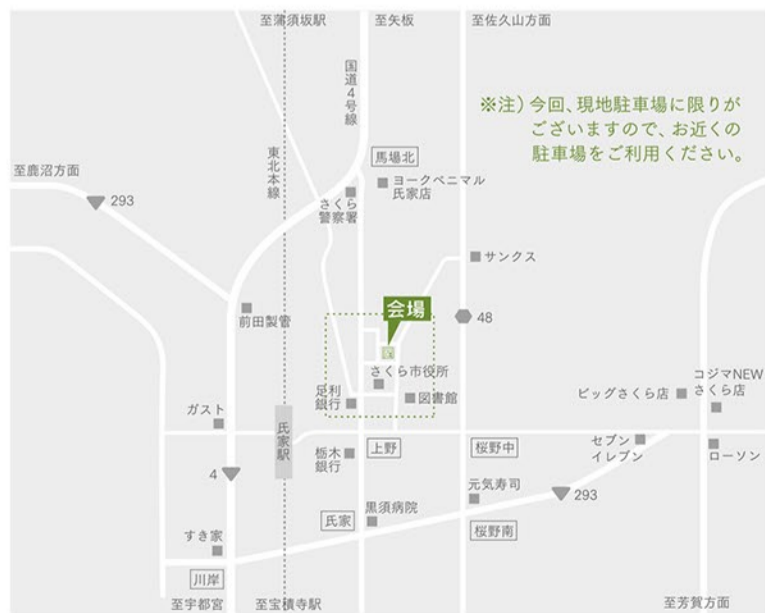 至蒲須坂駅
至矢板
至佐久山方面
国道4号線
※注）今回、現地駐車場に限りが
ございますので、お近くの
駐車場をご利用ください。
東北本線
馬場北
至鹿沼方面
ヨークベニマル
氏家店
293
さくら
警察署
サンクス
会場
48
前田製管
さくら市役所
コジマNEW
さくら店
足利
銀行
図書館
ビッグさくら店
ガスト
氏家駅
栃木
銀行
上野
桜野中
セブン
イレブン
ローソン
4
元気寿司
293
氏家
黒須病院
桜野南
すき家
川岸
至宇都宮
至宝積寺駅
至芳賀方面